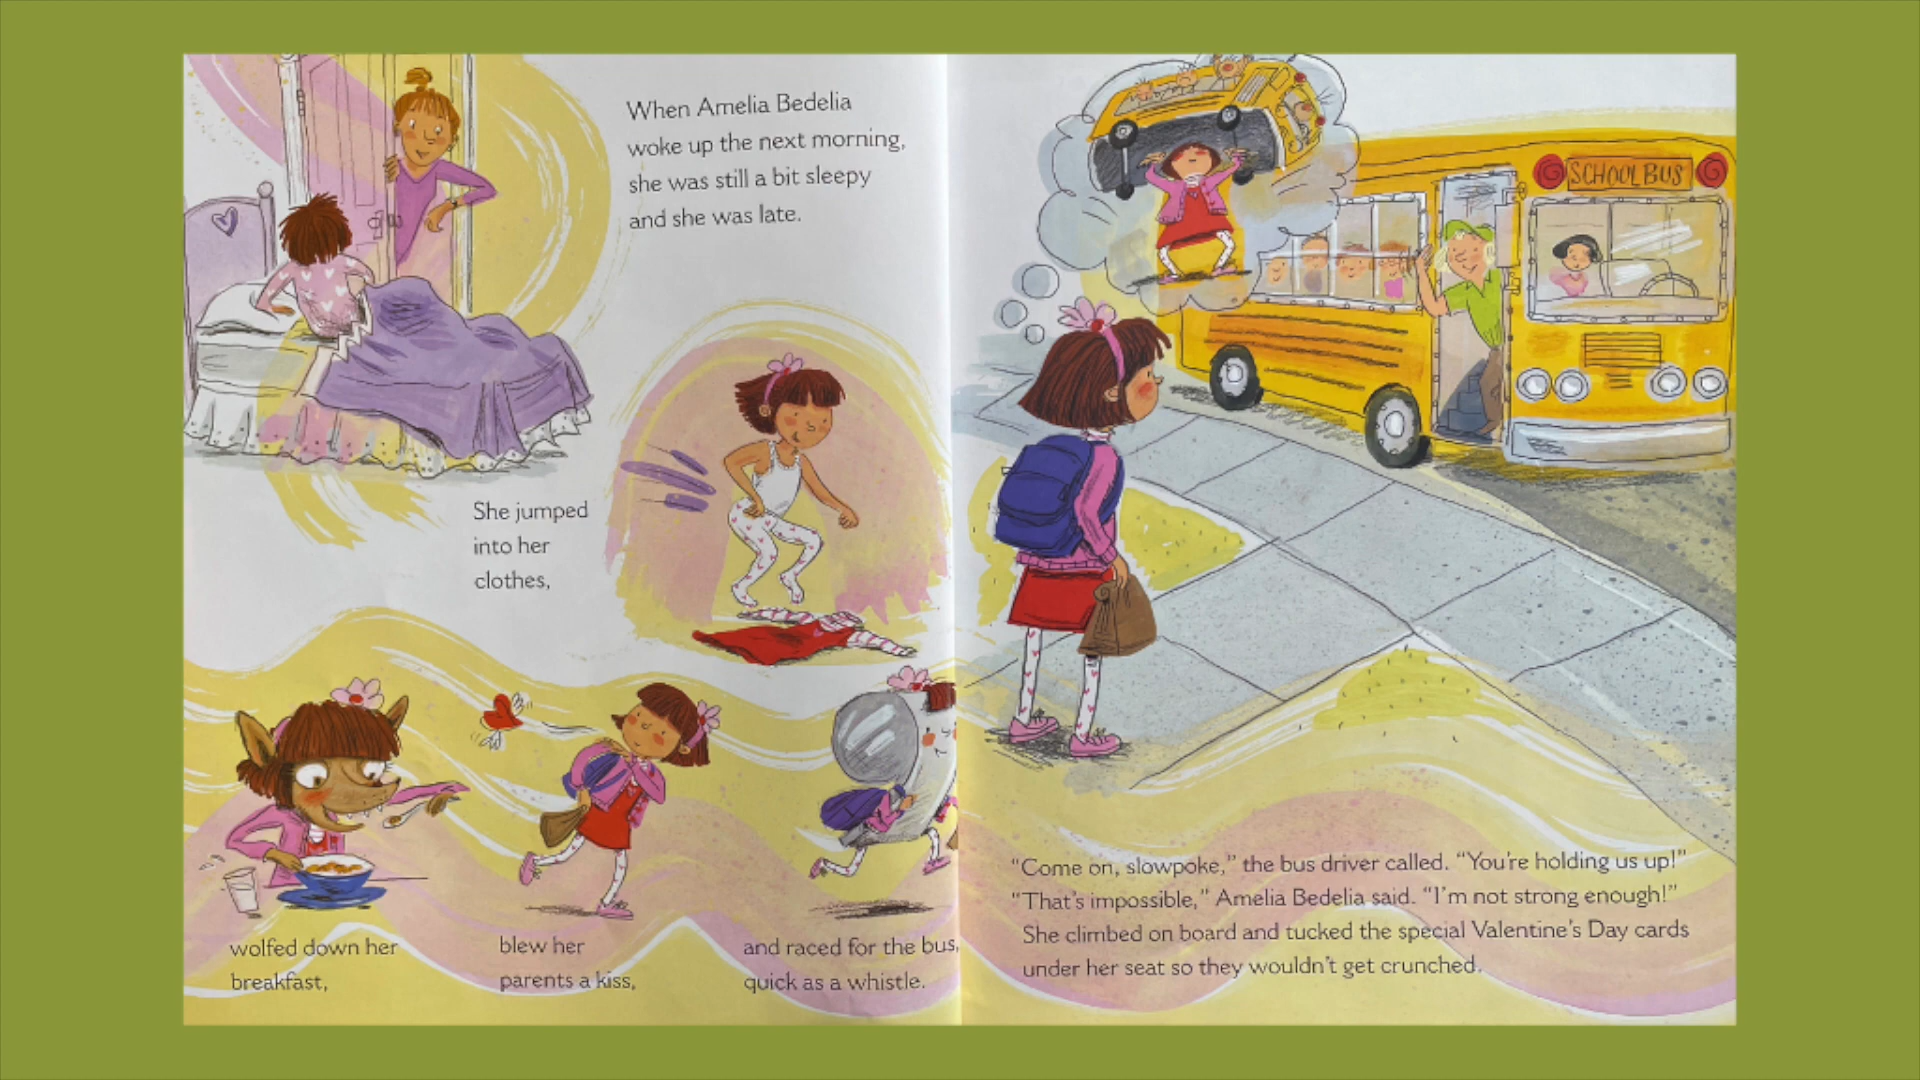 When Amelia Bedelia
woke up the next morning,
she was still a bit sleepy
and she was late.
She jumped
into her
clothes,
wolfed down her
breakfast,
blew her
parents a kiss,
and raced for the bus,
quick as a whistle.
SCHOOL BUS
“Come on, slowpoke,” the bus driver called. “You’re holding us up!”
“That’s impossible,” Amelia Bedelia said. “I’m not strong enough!”
She climbed on board and tucked the special Valentine’s Day cards
under her seat so they wouldn’t get crunched.